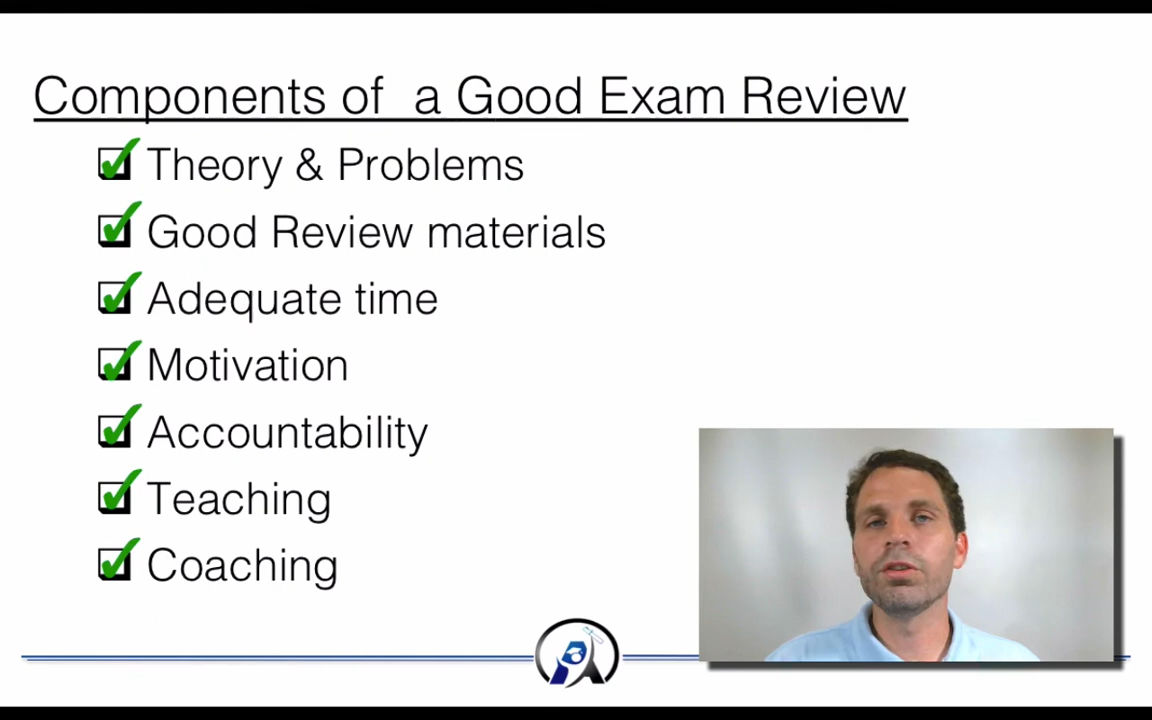 Components of a Good Exam Review
Theory & Problems
Good Review materials
Adequate time
Motivation
Accountability
Teaching
Coaching